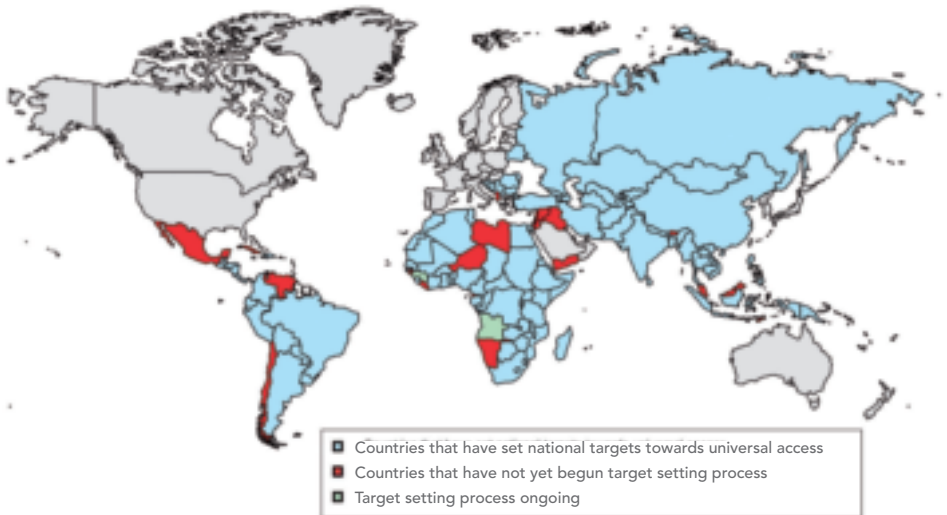 Countries that have set national targets towards universal access
Countries that have not yet begun target setting process
Target setting process ongoing